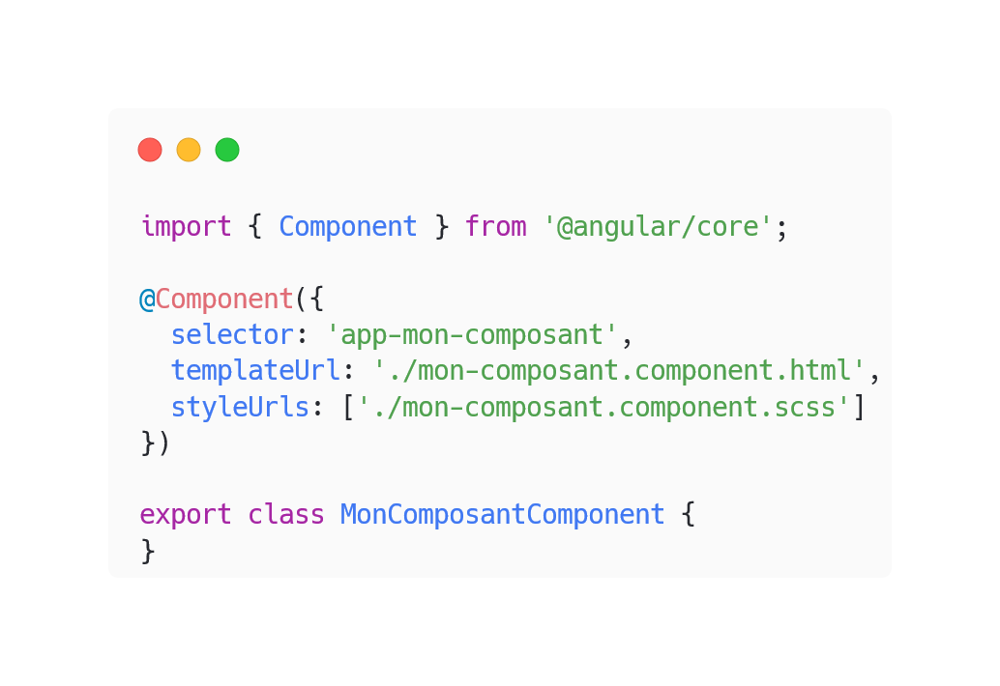 import { Component } from '@angular/core';
@Component({
  selector: 'app-mon-composant',
  templateUrl: './mon-composant.component.html',
  styleUrls: ['./mon-composant.component.scss']
})
export class MonComposantComponent {
}